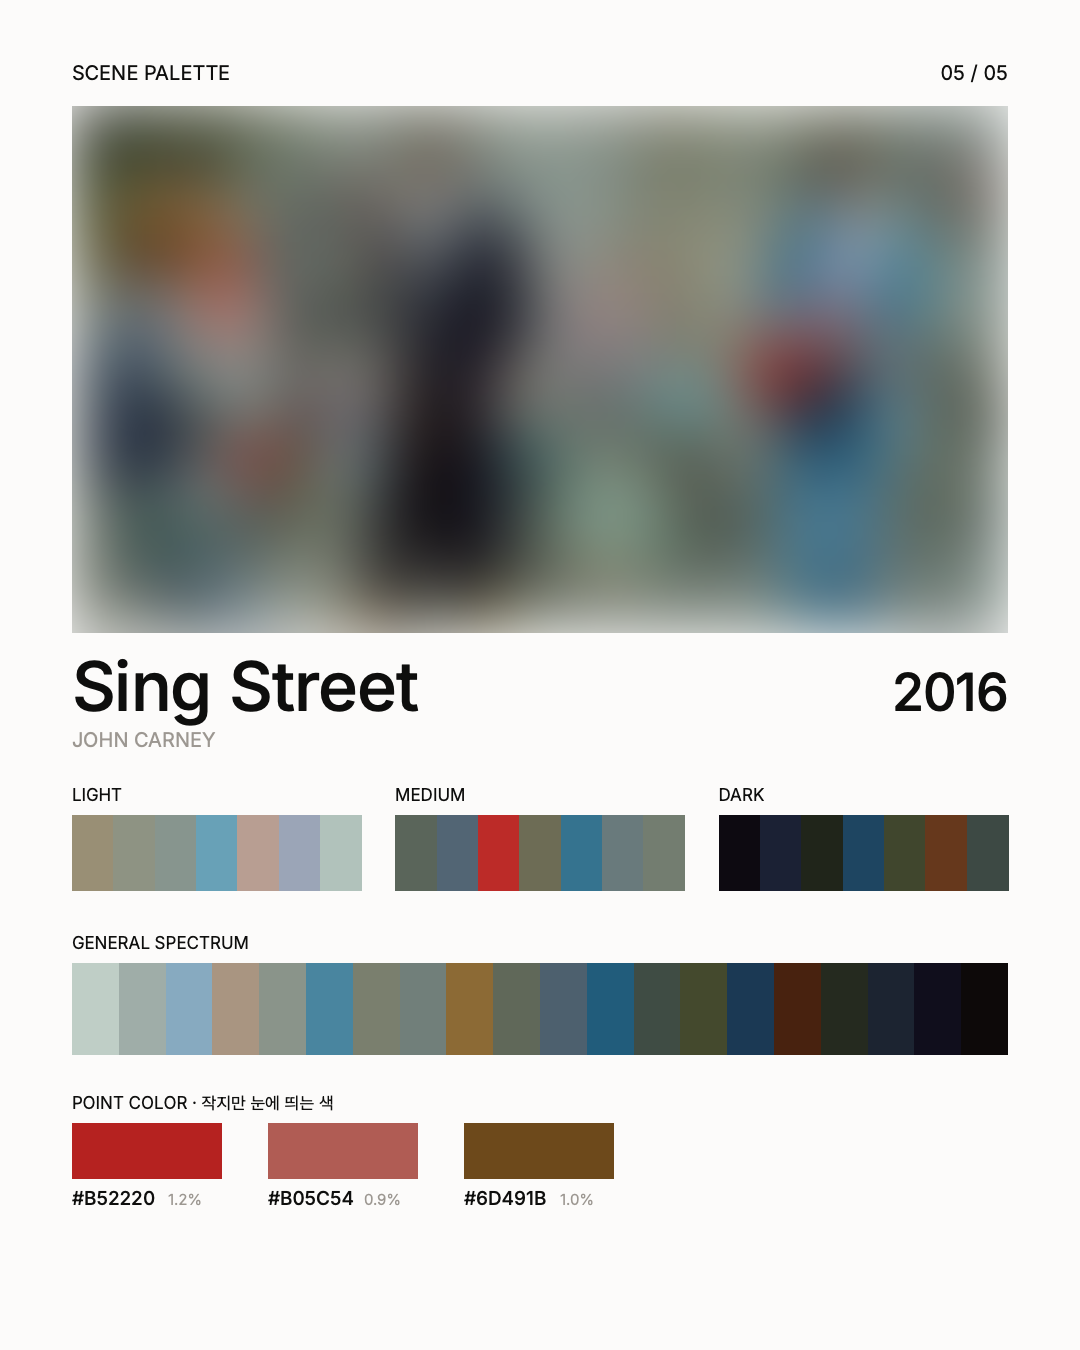 SCENE PALETTE
05 / 05
Sing Street
2016
JOHN CARNEY
LIGHT
MEDIUM
DARK
GENERAL SPECTRUM
POINT COLOR · 작지만 눈에 띄는 색
#B52220 1.2%
#B05C54 0.9%
#6D491B 1.0%